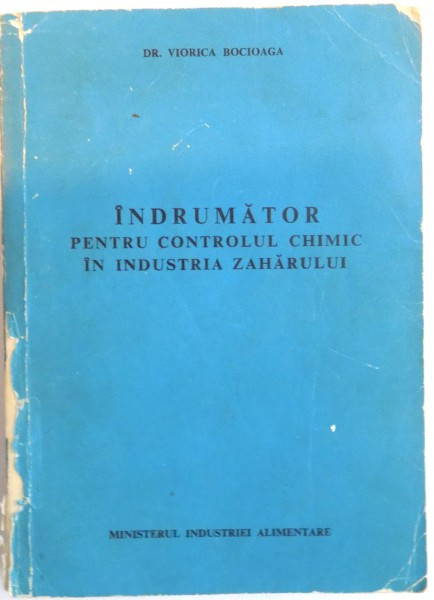 DR. VIORICA BOCIOAGA
ÎNDRUMĂTOR
PENTRU CONTROLUL CHIMIC
ÎN INDUSTRIA ZAHĂRULUI
MINISTERUL INDUSTRIEI ALIMENTARE